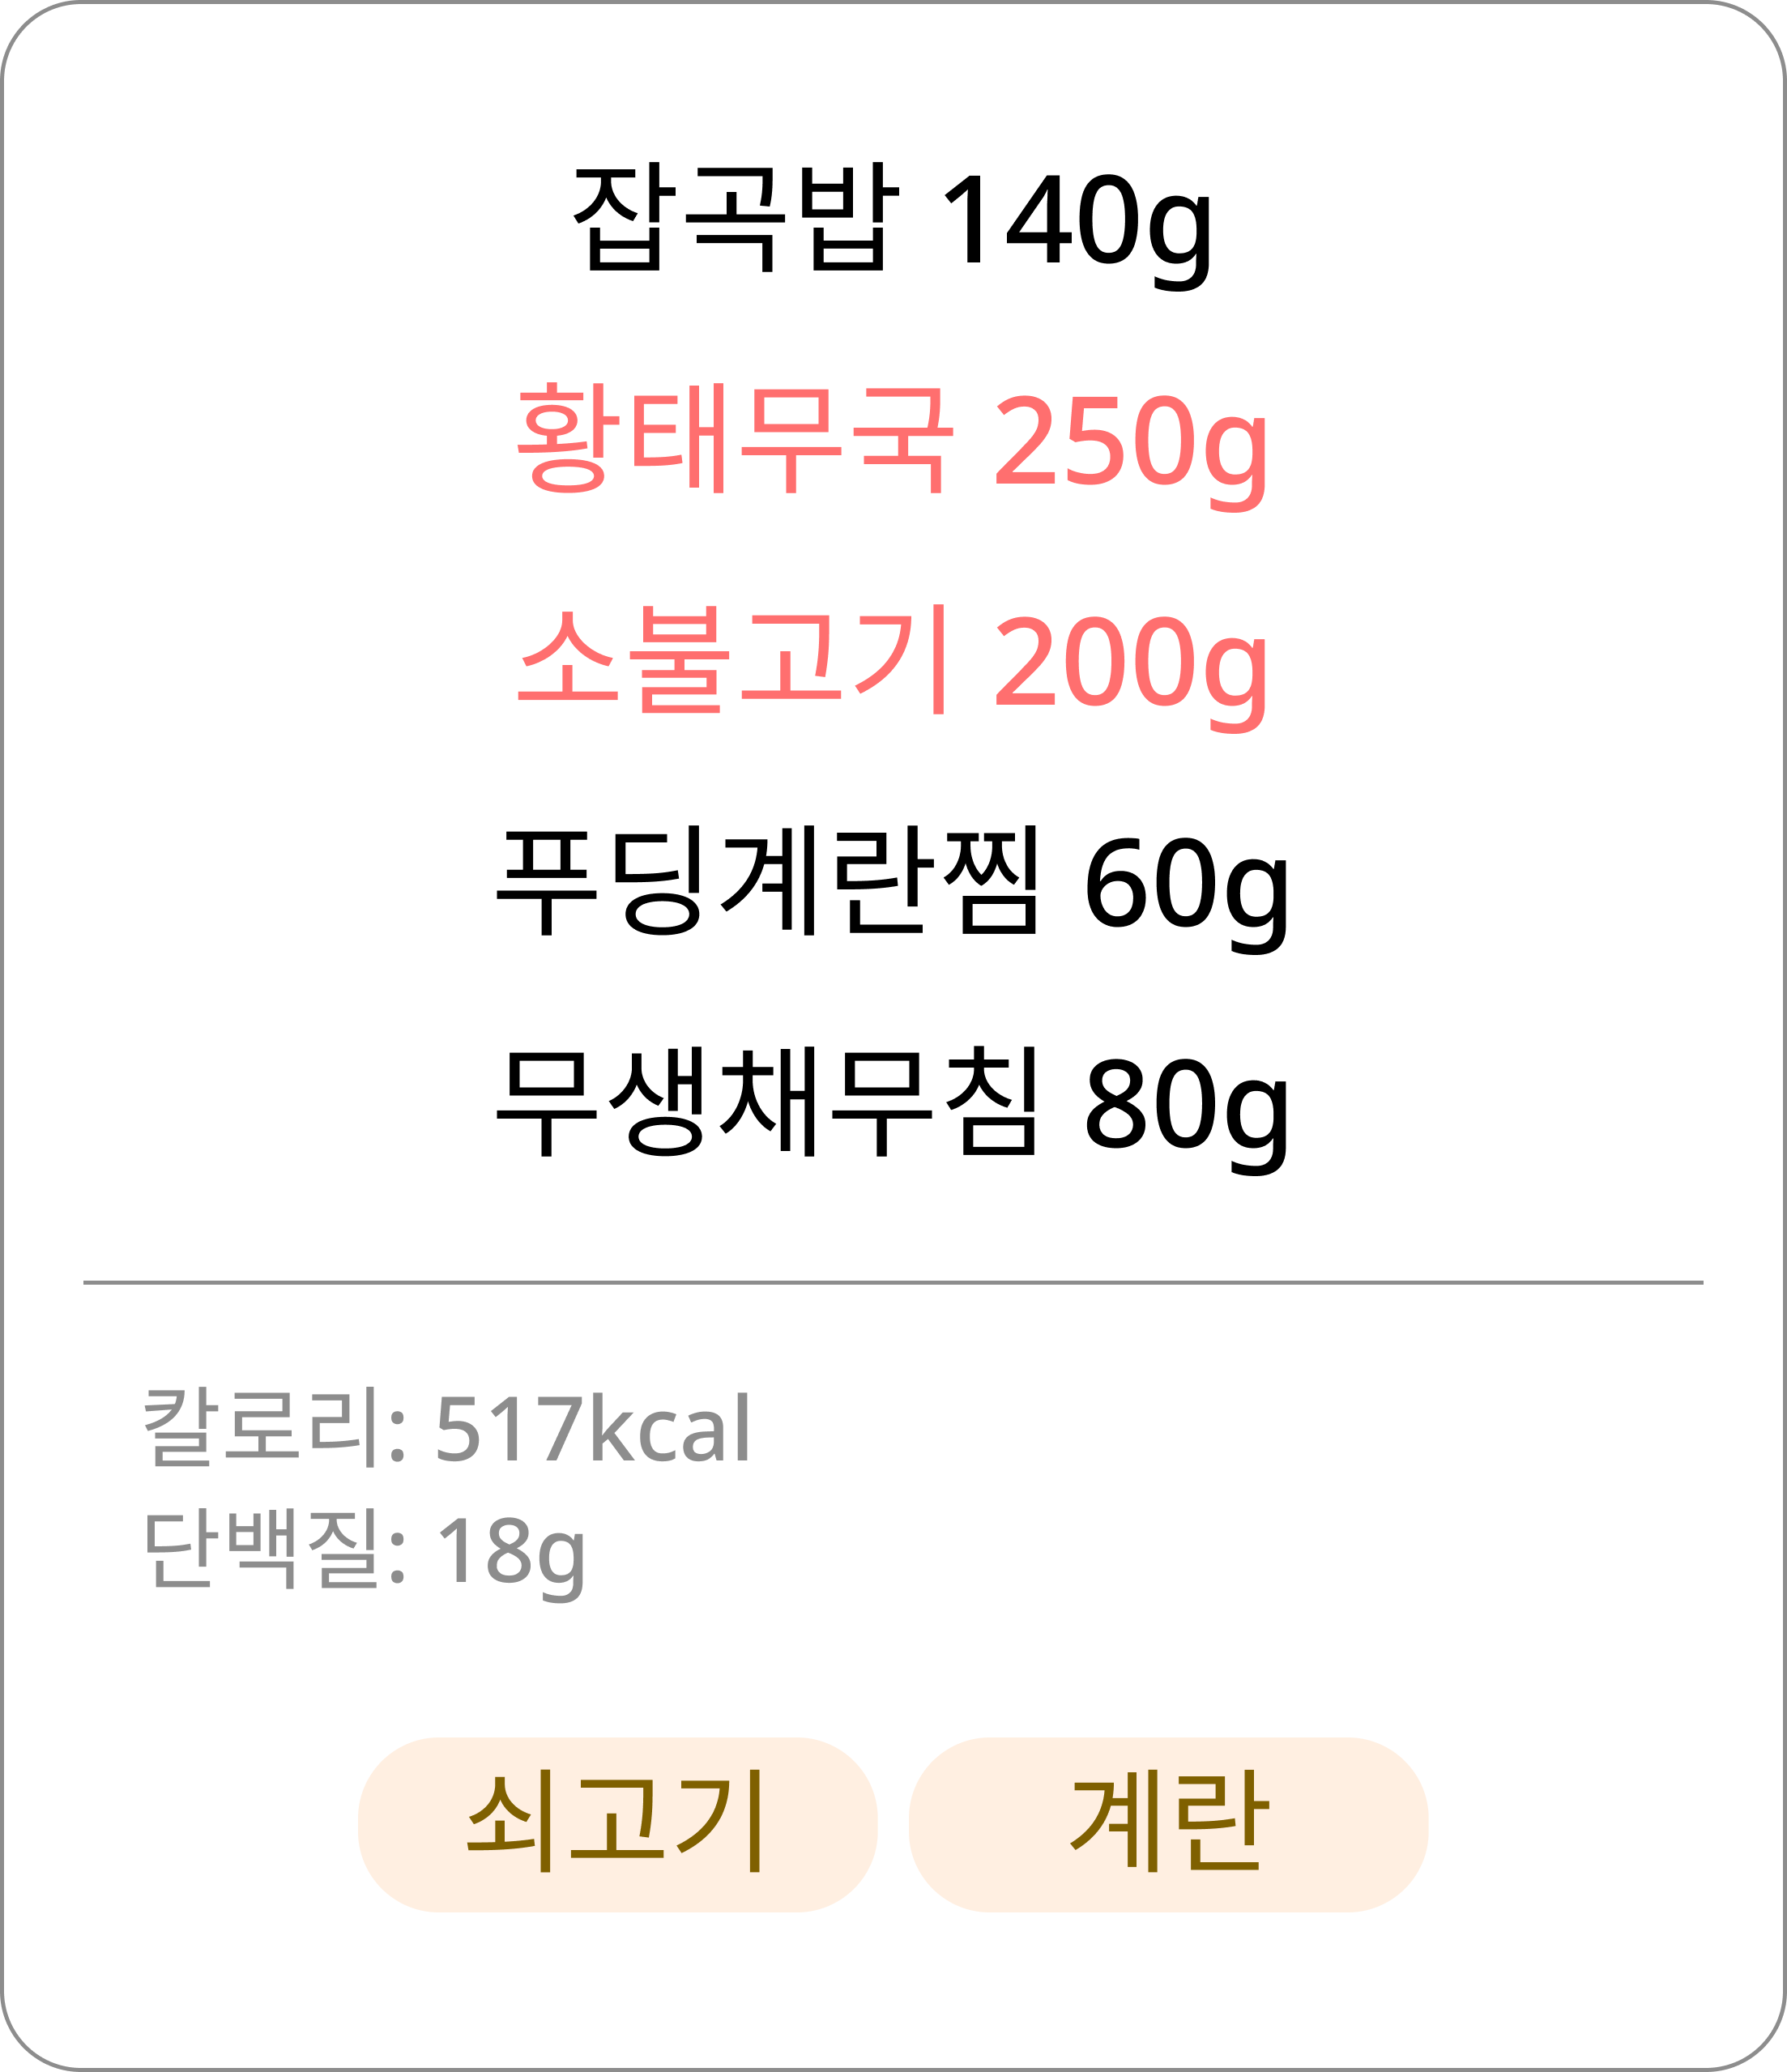 잡곡밥 140g
황태무국 250g
소불고기 200g
푸딩계란찜 60g
무생채무침 80g
칼로리: 517kcal
단백질: 18g
쇠고기 계란